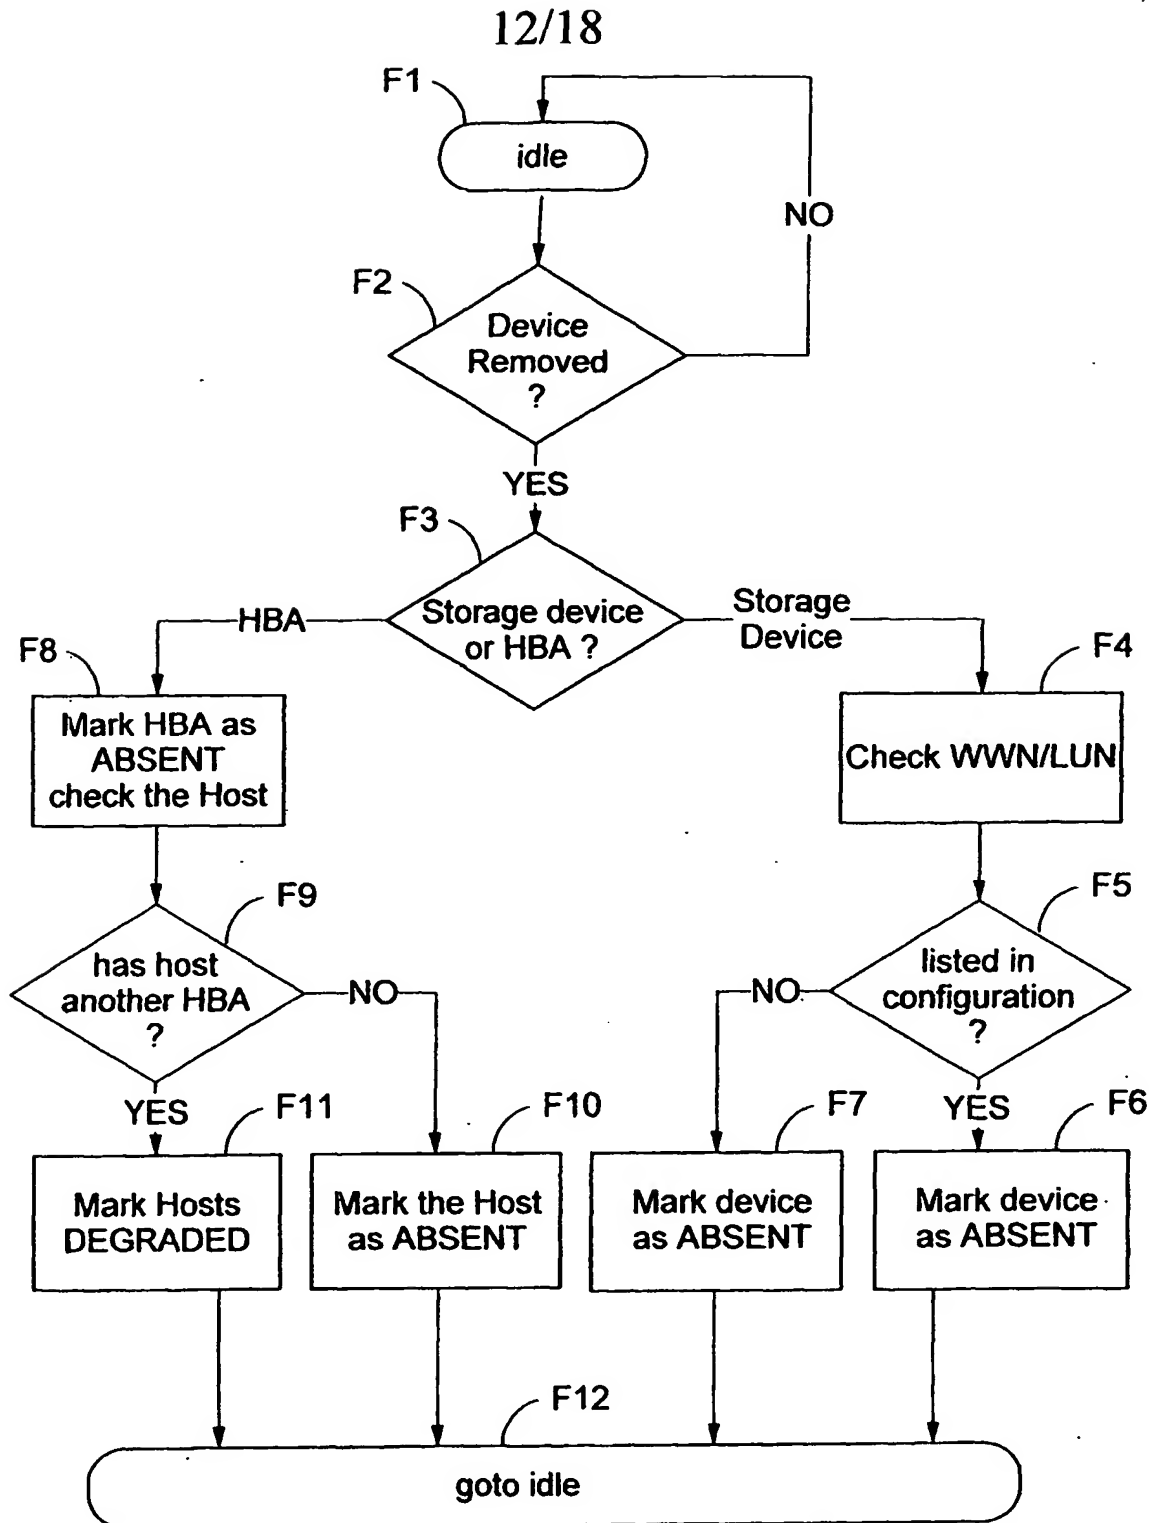 12/18
F1
idle
NO
F2
Device
Removed
?
YES
F3
Storage device
or HBA ?
HBA
Storage
Device
F8
Mark HBA as
ABSENT
check the Host
F4
Check WWN/LUN
F9
has host
another HBA
?
NO
YES
F5
listed in
configuration
?
NO
YES
F11
Mark Hosts
DEGRADED
F10
Mark the Host
as ABSENT
F7
Mark device
as ABSENT
F6
Mark device
as ABSENT
F12
goto idle